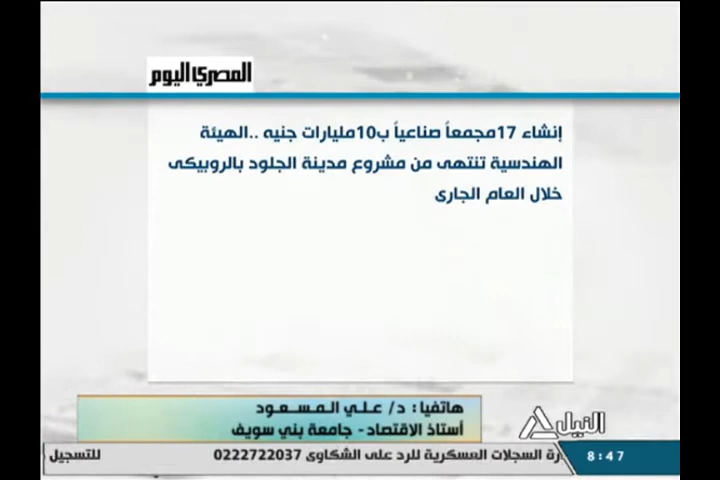 المصري اليوم
إنشاء 17مجمعاً صناعياً ب10مليارات جنيه ..الهيئة
الهندسية تنتهى من مشروع مدينة الجلود بالروبيكى
خلال العام الجارى
هاتفيا: د/ علي المسعود
أستاذ الاقتصاد- جامعة بني سويف
النيل
8:47
رة السجلات العسكرية للرد على الشكاوى 0222722037
للتسجيل